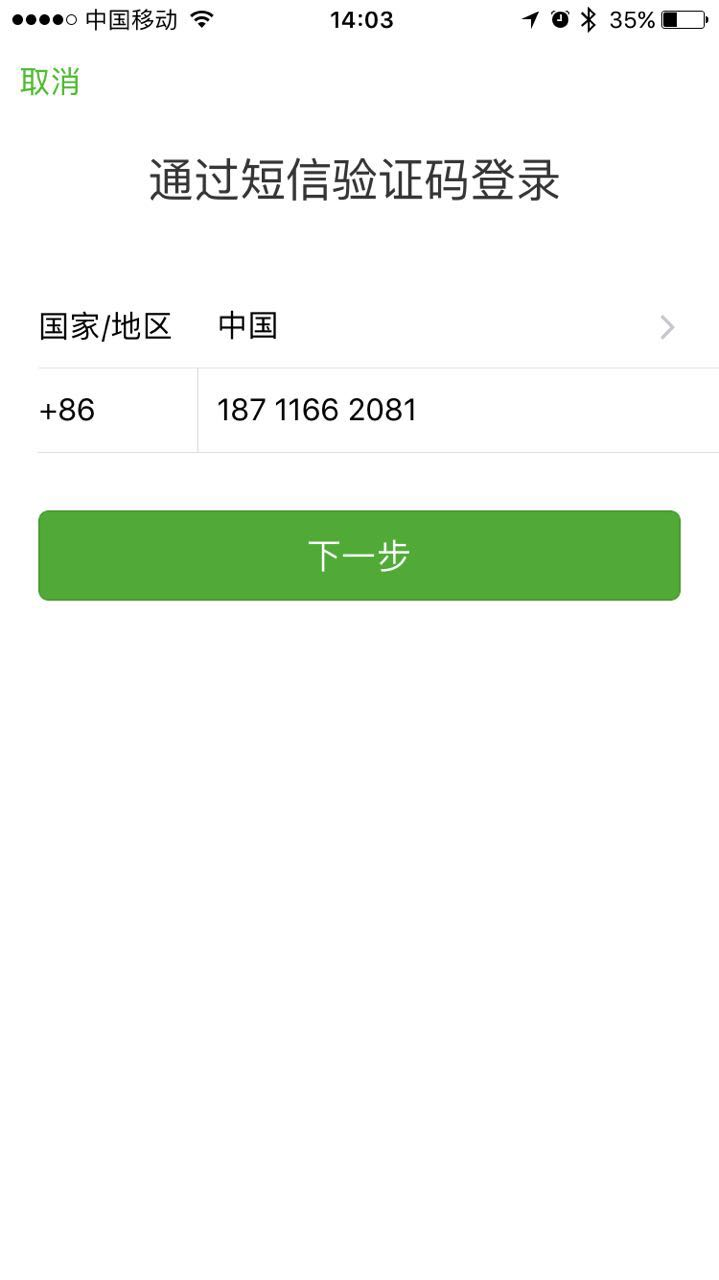 中国移动 14:03 35%
取消
通过短信验证码登录
国家/地区 中国
+86 187 1166 2081
下一步